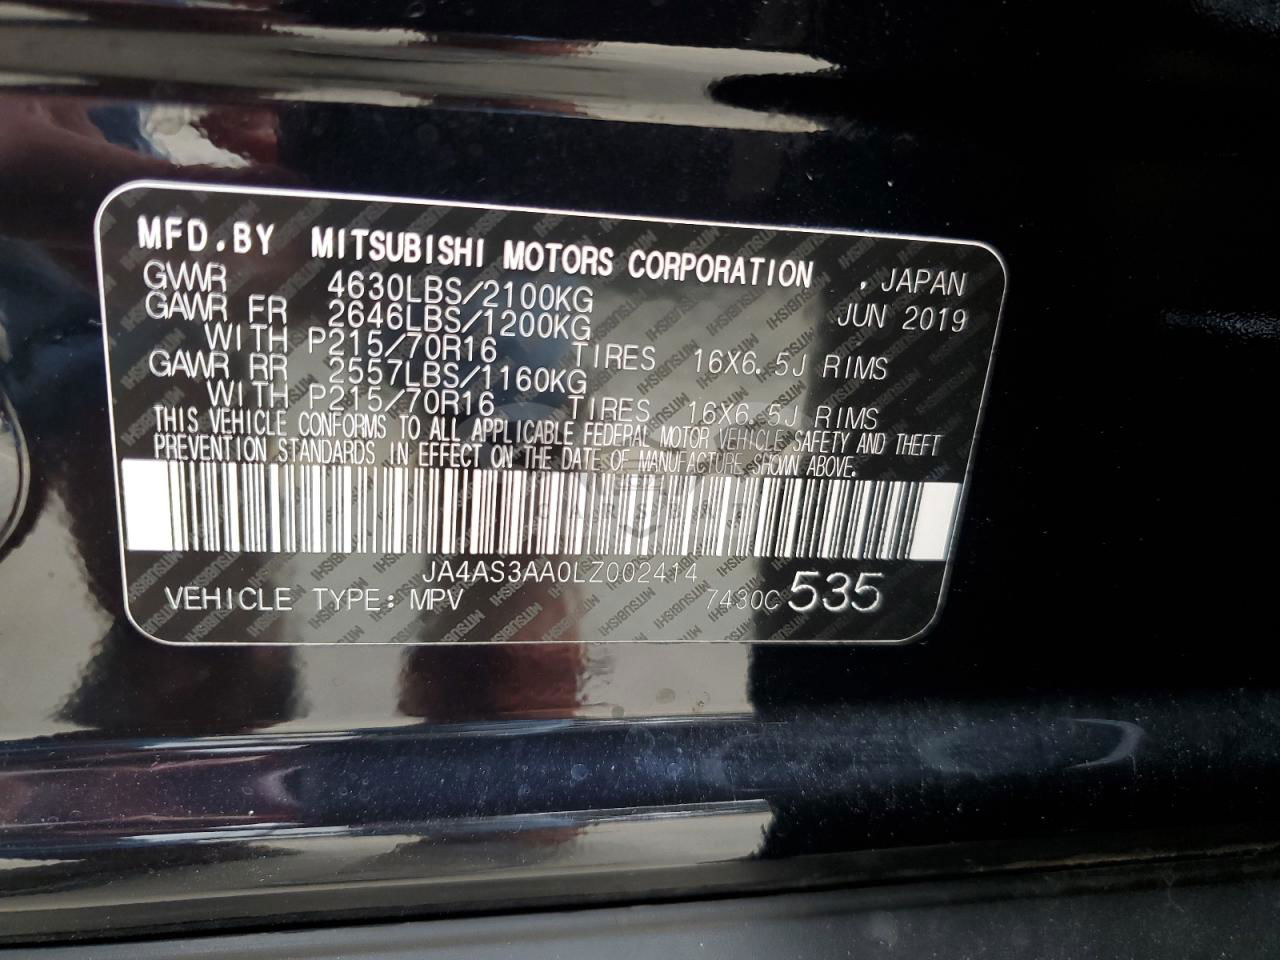 MFD.BY MITSUBISHI MOTORS CORPORATION , JAPAN
GVWR 4630LBS/2100KG JUN 2019
GAWR FR 2646LBS/1200KG
WITH P215/70R16 TIRES 16X6.5J RIMS
GAWR RR 2557LBS/1160KG
WITH P215/70R16 TIRES 16X6.5J RIMS
THIS VEHICLE CONFORMS TO ALL APPLICABLE FEDERAL MOTOR VEHICLE SAFETY AND THEFT
PREVENTION STANDARDS IN EFFECT ON THE DATE OF MANUFACTURE SHOWN ABOVE.
JA4AS3AA0LZ002414
VEHICLE TYPE: MPV 7430C 535